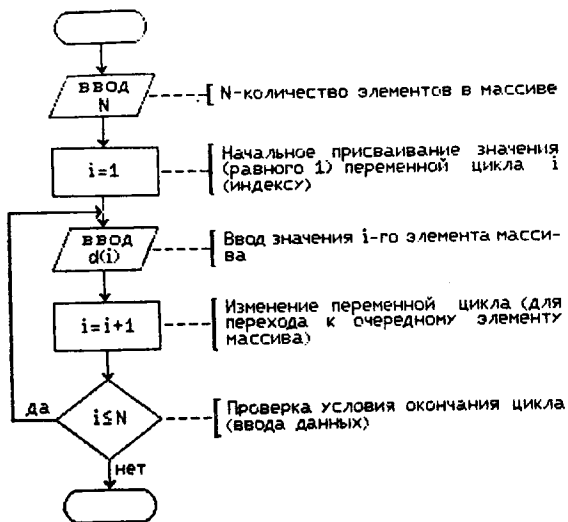 ввод
N
N-количество элементов в массиве
i=1
Начальное присваивание значения
(равного 1) переменной цикла i
(индексу)
ввод
d(i)
Ввод значения i-го элемента масси-
ва
i=i+1
Изменение переменной цикла (для
перехода к очередному элементу
массива)
да
i≤N
Проверка условия окончания цикла
(ввода данных)
нет